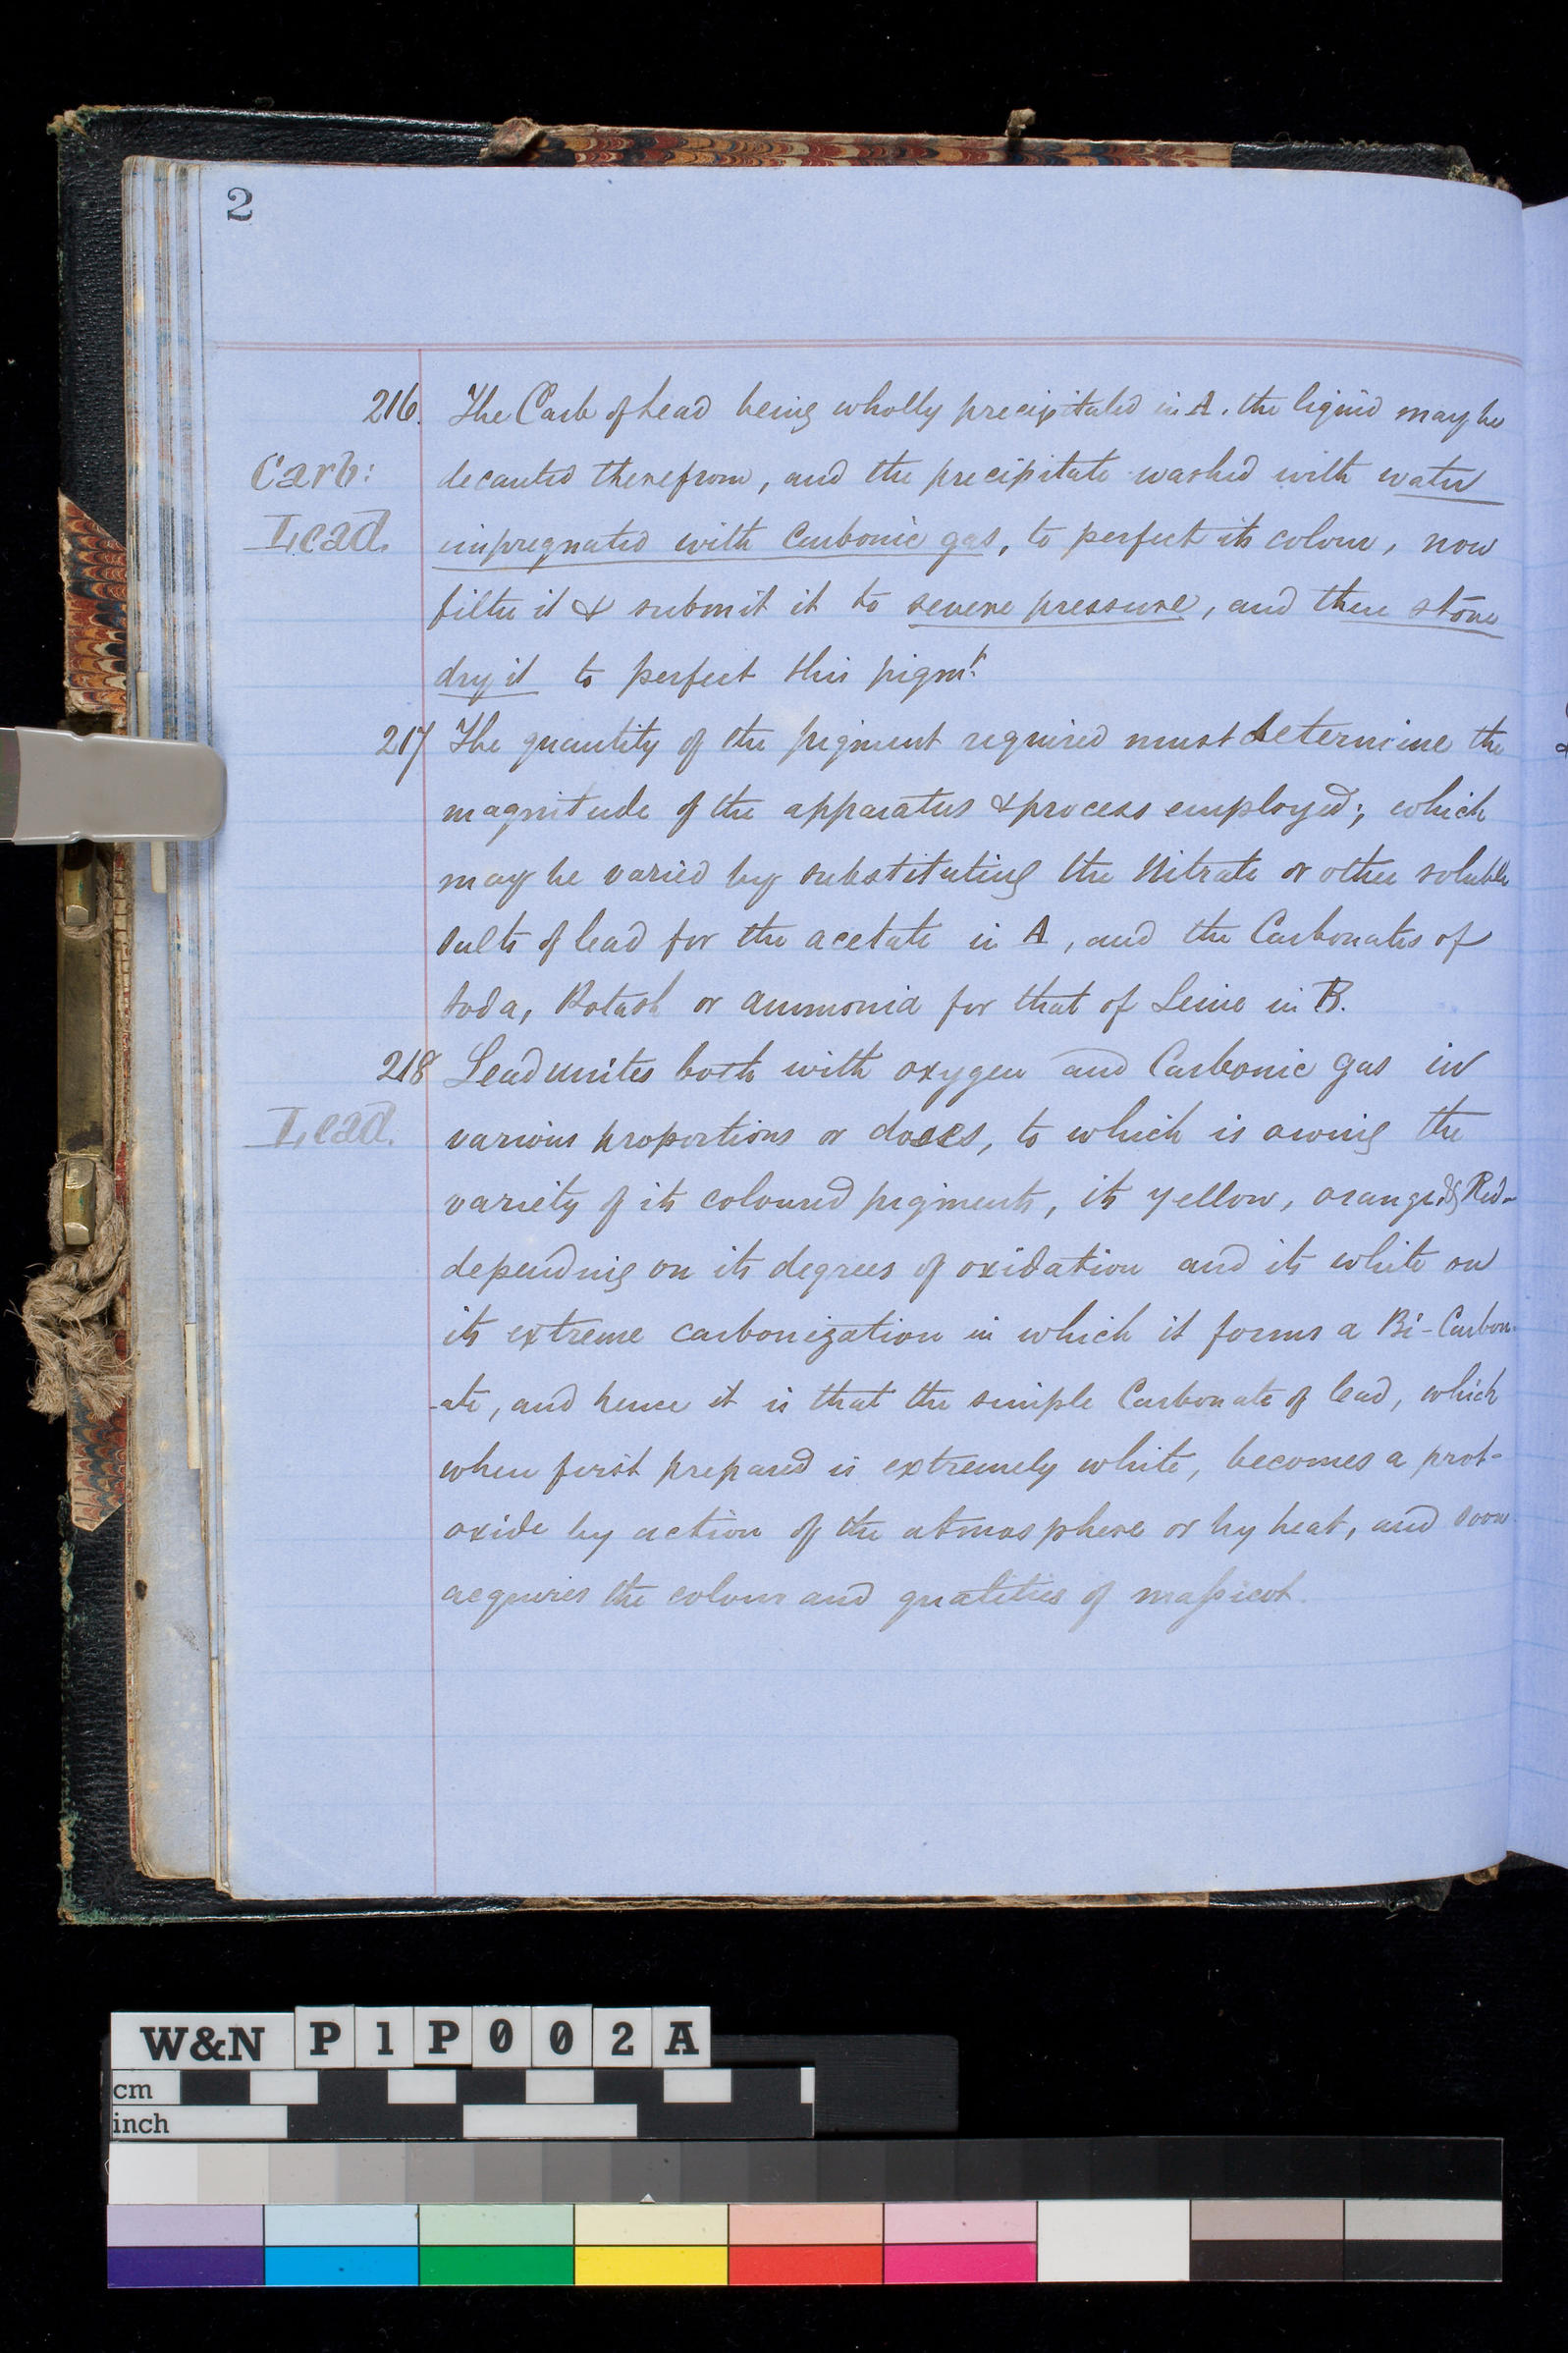 2
216. The Carb of Lead being wholly precipitated in A. the liquid may be
Carb:
decanted therefrom, and the precipitate washed with water
Lead.
impregnated with Carbonic gas, to perfect its colour, now
filter it & submit it to severe pressure, and then stove
dry it to perfect this pigmt.
217 The quantity of the pigment required must determine the
magnitude of the apparatus & process employed; which
may be varied by substituting the Nitrate or other soluble
salts of lead for the acetate in A, and the Carbonates of
Soda, Potash or Ammonia for that of Lime in B.
218 Lead unites both with oxygen and Carbonic gas in
Lead.
various proportions or doses, to which is owing the
variety of its coloured pigments, its yellow, orange & Red-
depending on its degrees of oxidation and its white on
its extreme carbonization in which it forms a Bi-Carbon-
-ate, and hence it is that the simple Carbonate of lead, which
when first prepared is extremely white, becomes a prot-
oxide by action of the atmosphere or by heat, and soon
acquires the colour and qualities of massicot.
W&N P1P002A
cm
inch